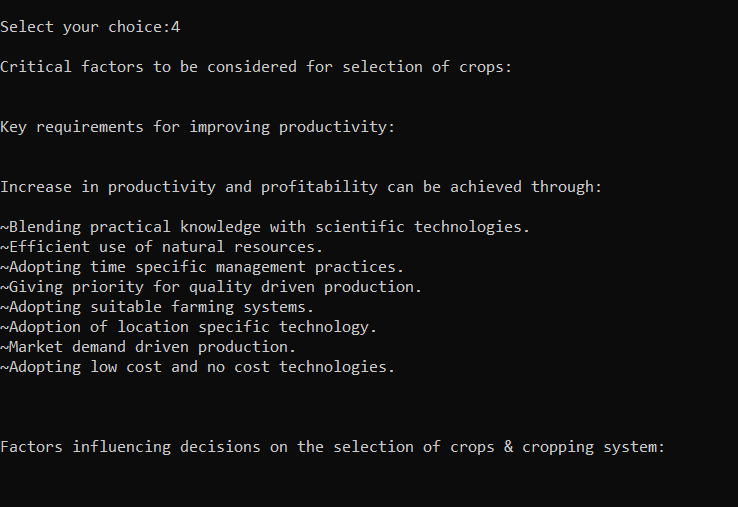 Select your choice:4
Critical factors to be considered for selection of crops:
Key requirements for improving productivity:
Increase in productivity and profitability can be achieved through:
~Blending practical knowledge with scientific technologies.
~Efficient use of natural resources.
~Adopting time specific management practices.
~Giving priority for quality driven production.
~Adopting suitable farming systems.
~Adoption of location specific technology.
~Market demand driven production.
~Adopting low cost and no cost technologies.
Factors influencing decisions on the selection of crops & cropping system: